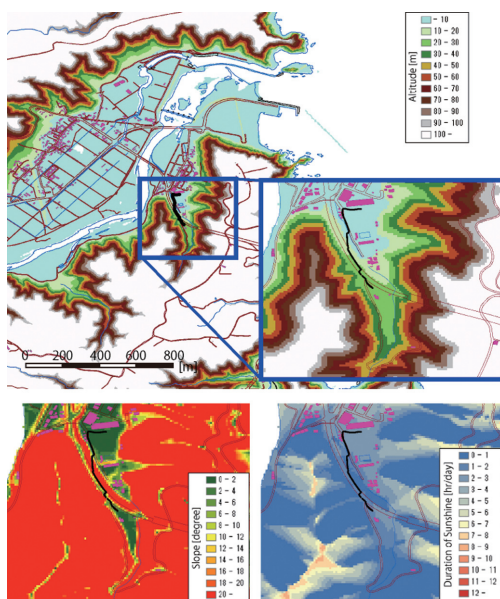 - 10
10 - 20
20 - 30
30 - 40
40 - 50
50 - 60
60 - 70
70 - 80
80 - 90
90 - 100
100 -
Altitude [m]
0 200 400 600 800
[m]
0 - 2
2 - 4
4 - 6
6 - 8
8 - 10
10 - 12
12 - 14
14 - 16
16 - 18
18 - 20
20 -
Slope [degree]
0 - 1
1 - 2
2 - 3
3 - 4
4 - 5
5 - 6
6 - 7
7 - 8
8 - 9
9 - 10
10 - 11
11 - 12
12 -
Duration of Sunshine [hr/day]